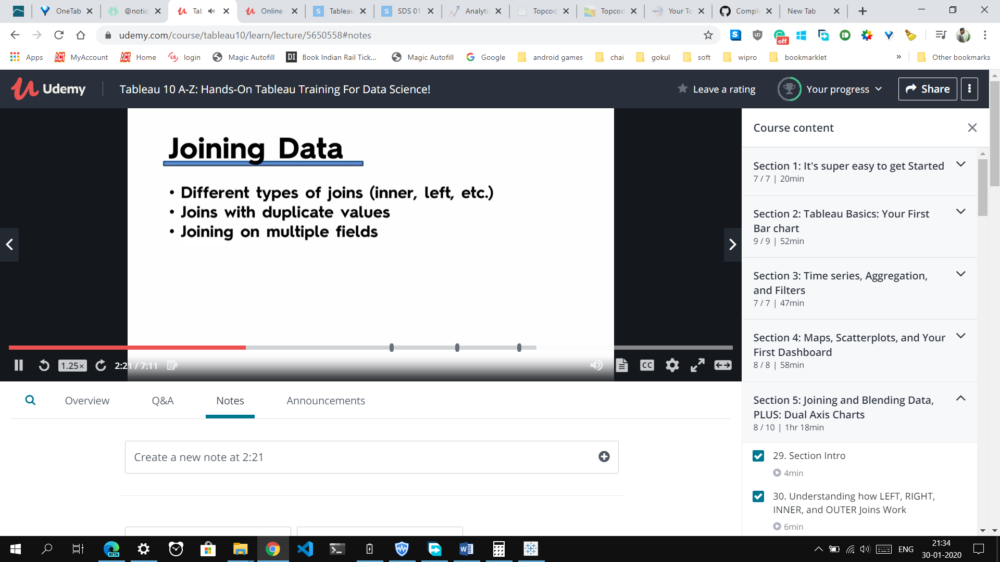 OneTab
@notic
Tab
Online
Tableau
SDS 01
Analytic
Topcod
Topcod
Your To
Comple
New Tab
udemy.com/course/tableau10/learn/lecture/5650558#notes
off
Apps
MyAccount
Home
login
Magic Autofill
Book Indian Rail Tick...
Magic Autofill
Google
android games
chai
gokul
soft
wipro
bookmarklet
»
Other bookmarks
Udemy
Tableau 10 A-Z: Hands-On Tableau Training For Data Science!
Leave a rating
Your progress
Share
Joining Data
• Different types of joins (inner, left, etc.)
• Joins with duplicate values
• Joining on multiple fields
1.25×
2:21 / 7:11
CC
Overview
Q&A
Notes
Announcements
Create a new note at 2:21
Course content
Section 1: It's super easy to get Started
7 / 7 | 20min
Section 2: Tableau Basics: Your First
Bar chart
9 / 9 | 52min
Section 3: Time series, Aggregation,
and Filters
7 / 7 | 47min
Section 4: Maps, Scatterplots, and Your
First Dashboard
8 / 8 | 58min
Section 5: Joining and Blending Data,
PLUS: Dual Axis Charts
8 / 10 | 1hr 18min
29. Section Intro
4min
30. Understanding how LEFT, RIGHT,
INNER, and OUTER Joins Work
6min
BETA
ENG
21:34
30-01-2020